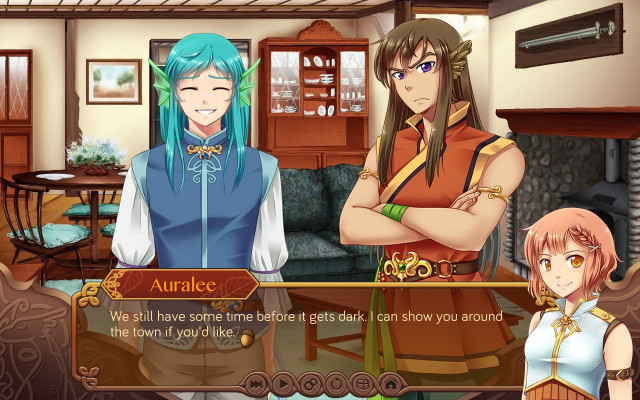 Auralee
We still have some time before it gets dark. I can show you around
the town if you'd like.